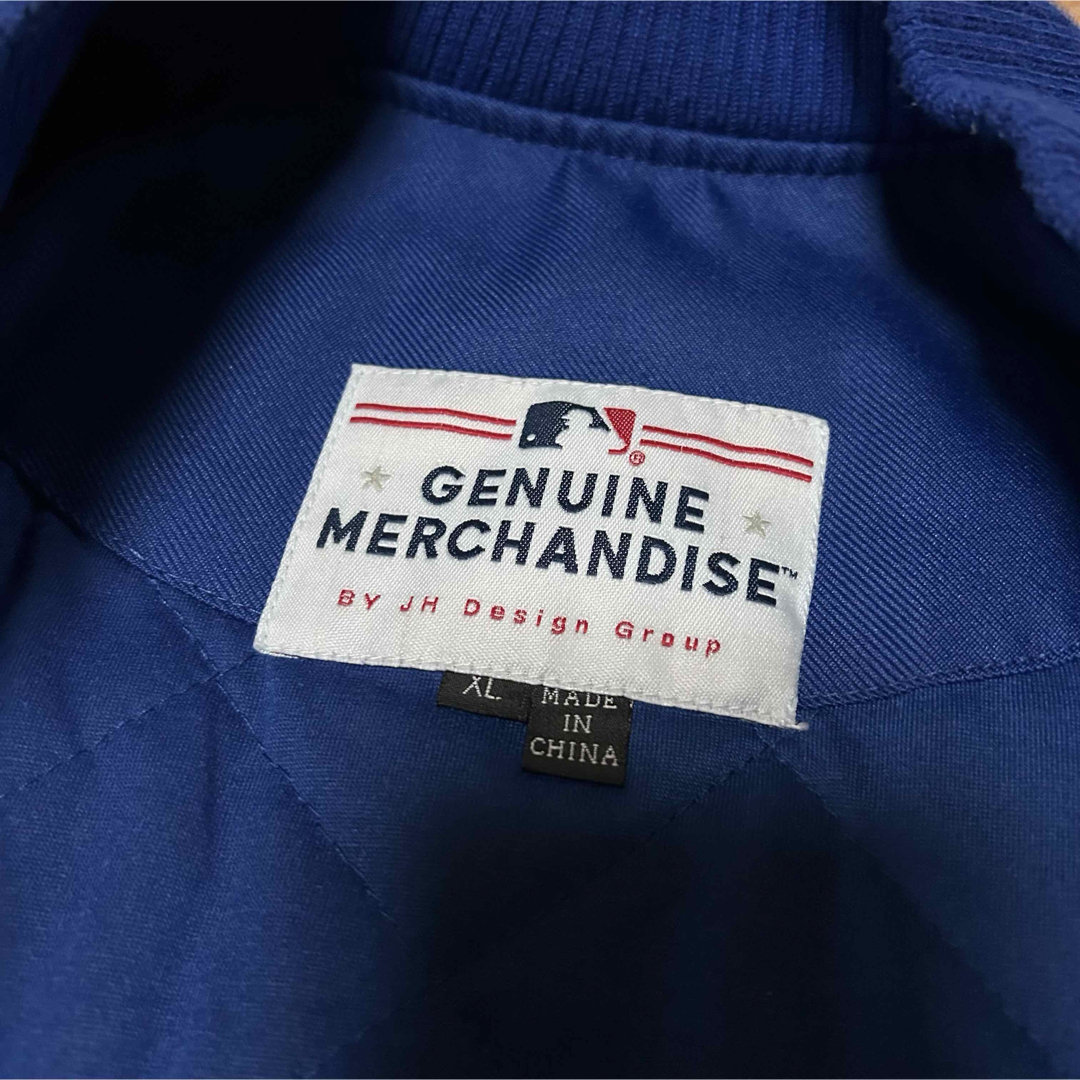 GENUINE
MERCHANDISE™
BY JH Design Group
XL
MADE
IN
CHINA